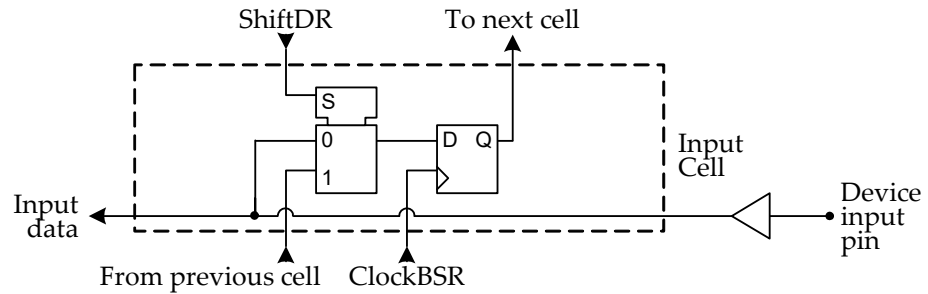 ShiftDR
To next cell
S
0
1
D Q
Input
Cell
Input
data
Device
input
pin
From previous cell
ClockBSR